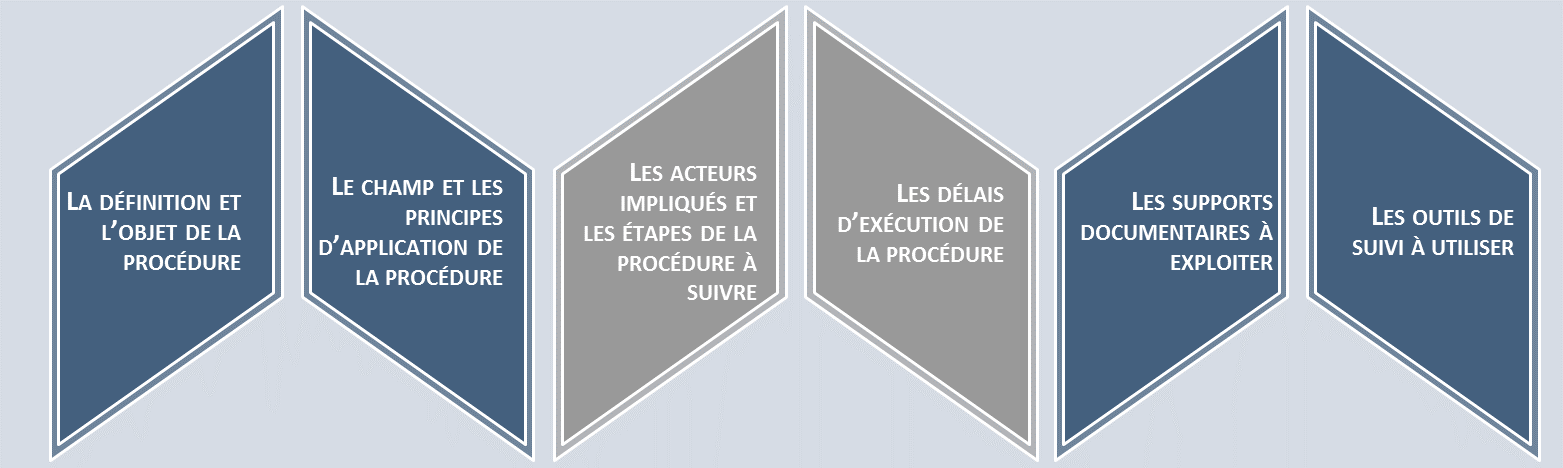 La définition et
l’objet de la
procédure
Le champ et les
principes
d’application de
la procédure
Les acteurs
impliqués et
les étapes de la
procédure à
suivre
Les délais
d’exécution de
la procédure
Les supports
documentaires à
exploiter
Les outils de
suivi à utiliser